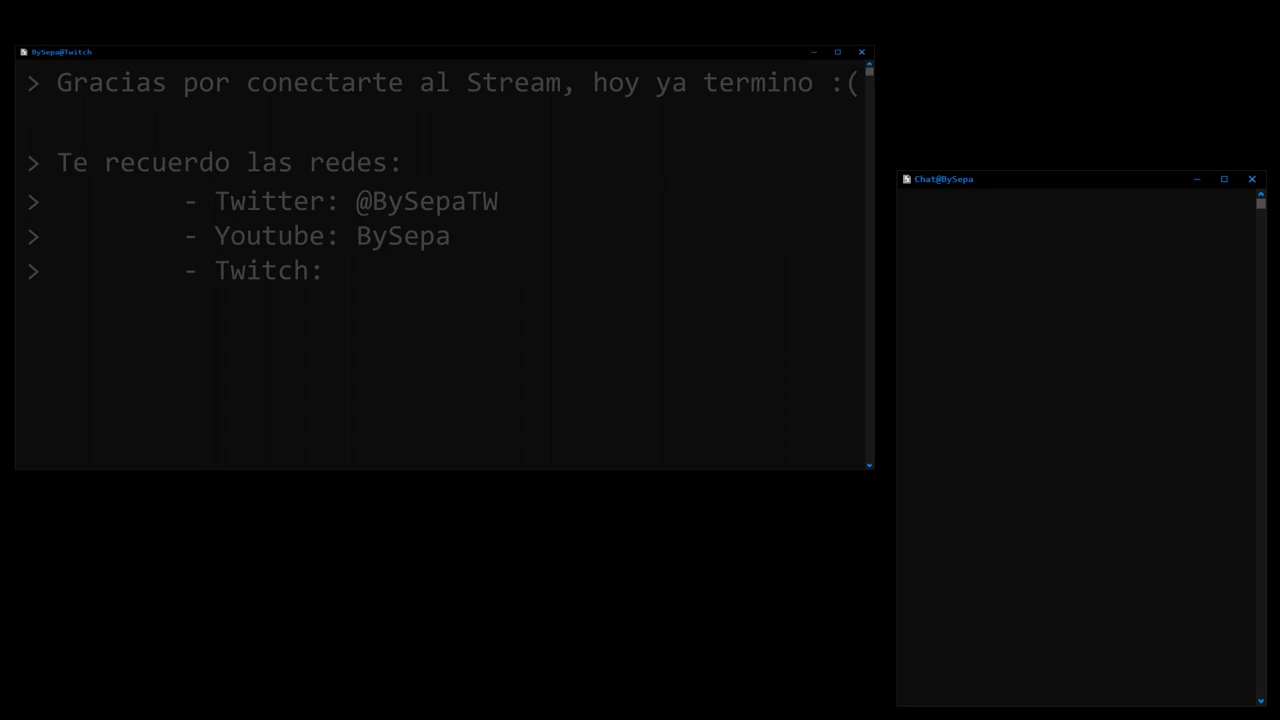 BySepa@Twitch
> Gracias por conectarte al Stream, hoy ya termino :(
> Te recuerdo las redes:
> - Twitter: @BySepaTW
> - Youtube: BySepa
> - Twitch:
Chat@BySepa